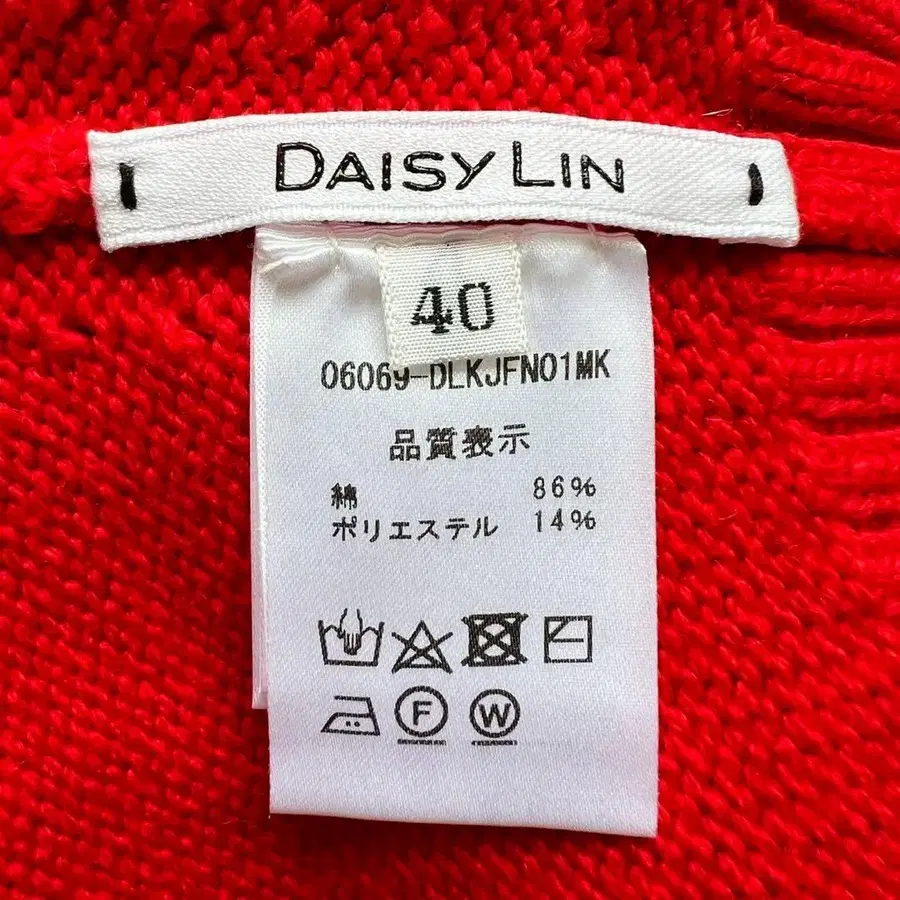 DAISY LIN
40
06069-DLKJFN01MK
品質表示
綿 86%
ポリエステル 14%
F W